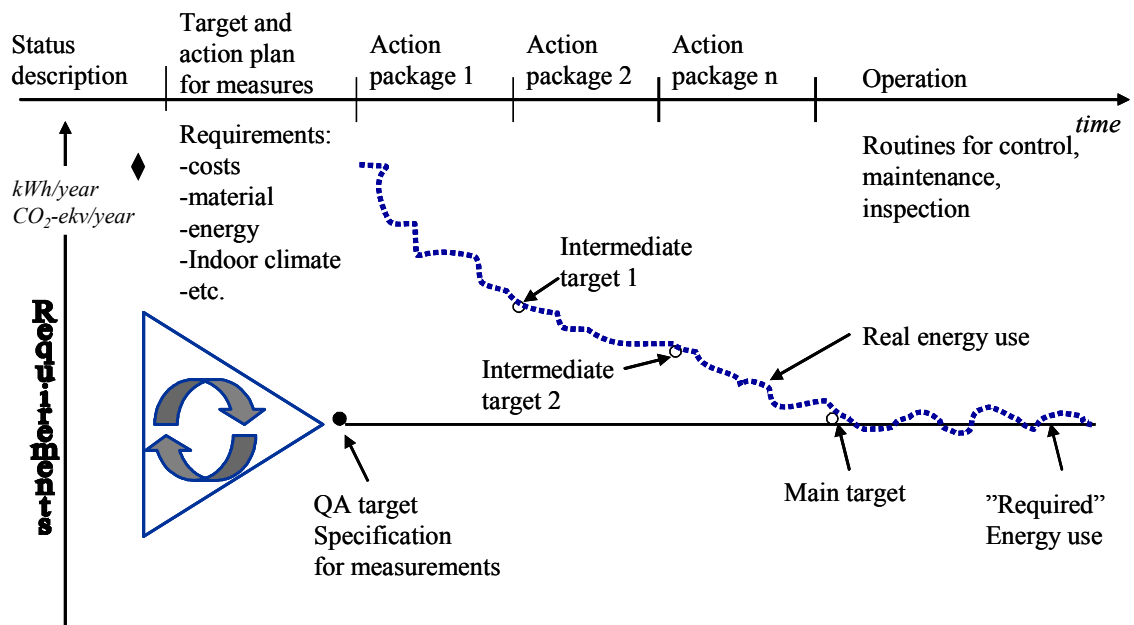 Status
description
Target and
action plan
for measures
Action
package 1
Action
package 2
Action
package n
Operation
time
kWh/year
CO2-ekv/year
Requirements:
-costs
-material
-energy
-Indoor climate
-etc.
Routines for control,
maintenance,
inspection
Requirements
Intermediate
target 1
Intermediate
target 2
Real energy use
QA target
Specification
for measurements
Main target
”Required”
Energy use